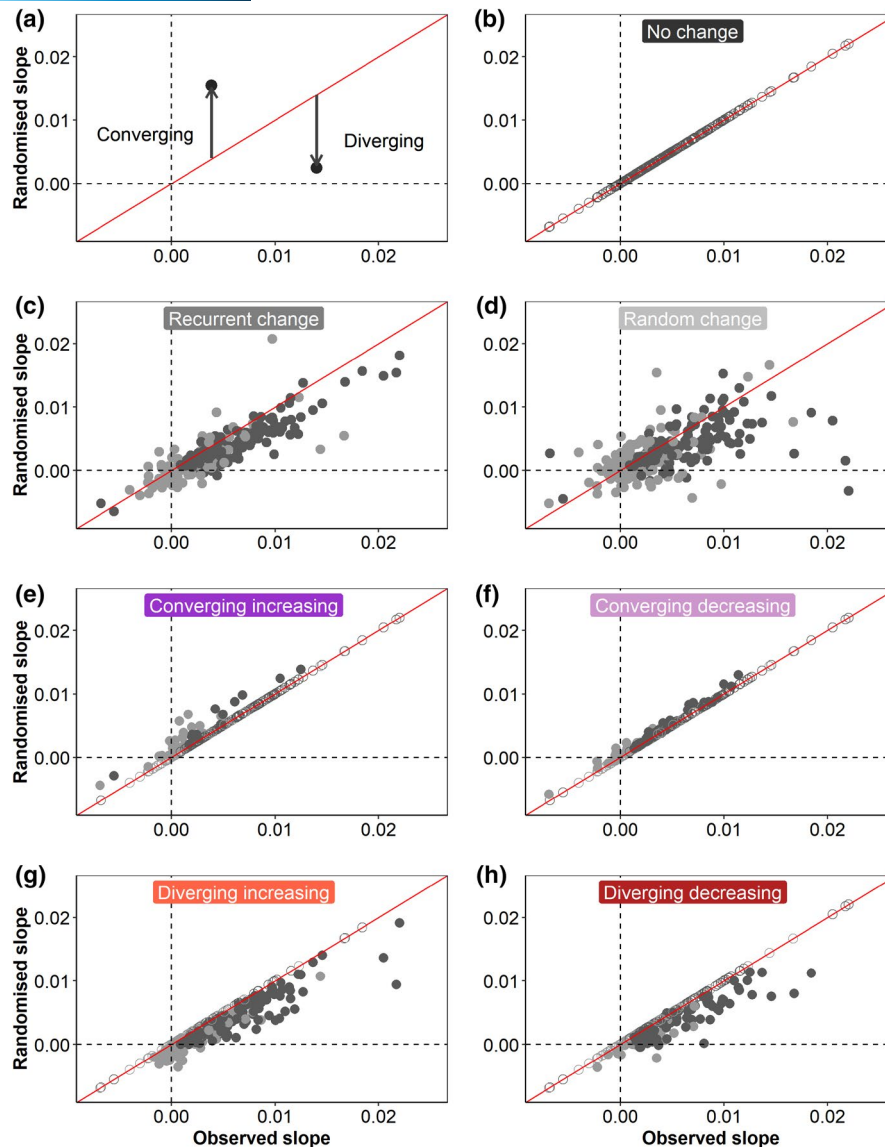 (a)
(b)
No change
0.02
0.01
0.00
Randomised slope
Converging
Diverging
0.00
0.01
0.02
0.02
0.01
0.00
0.00
0.01
0.02
(c)
(d)
Recurrent change
Random change
0.02
0.01
0.00
Randomised slope
0.00
0.01
0.02
0.02
0.01
0.00
0.00
0.01
0.02
(e)
(f)
Converging increasing
Converging decreasing
0.02
0.01
0.00
Randomised slope
0.00
0.01
0.02
0.02
0.01
0.00
0.00
0.01
0.02
(g)
(h)
Diverging increasing
Diverging decreasing
0.02
0.01
0.00
Randomised slope
0.00
0.01
0.02
Observed slope
0.02
0.01
0.00
0.00
0.01
0.02
Observed slope